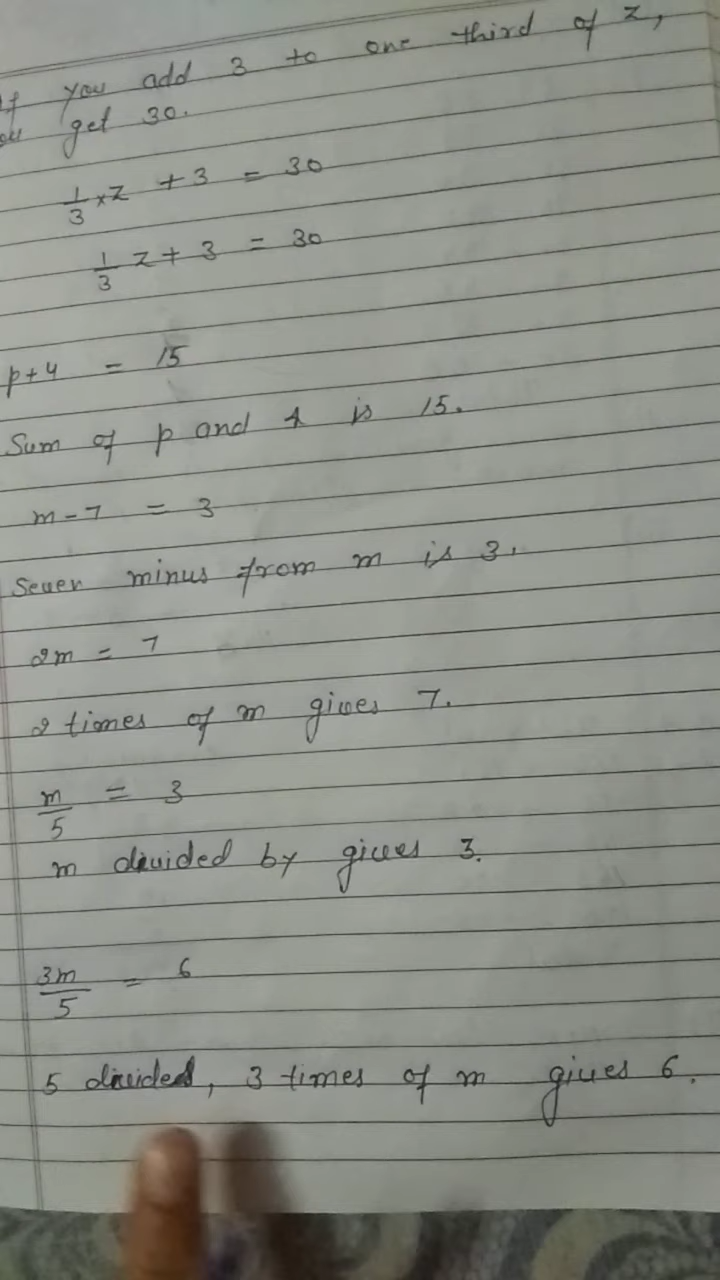 If you add 3 to one third of z,
you get 30.
1/3 × z + 3 = 30
1/3 z + 3 = 30
p+4 = 15
Sum of p and 4 is 15.
m-7 = 3
Seven minus from m is 3.
2m = 7
2 times of m gives 7.
m/5 = 3
m divided by gives 3.
3m/5 = 6
5 divided, 3 times of m gives 6.